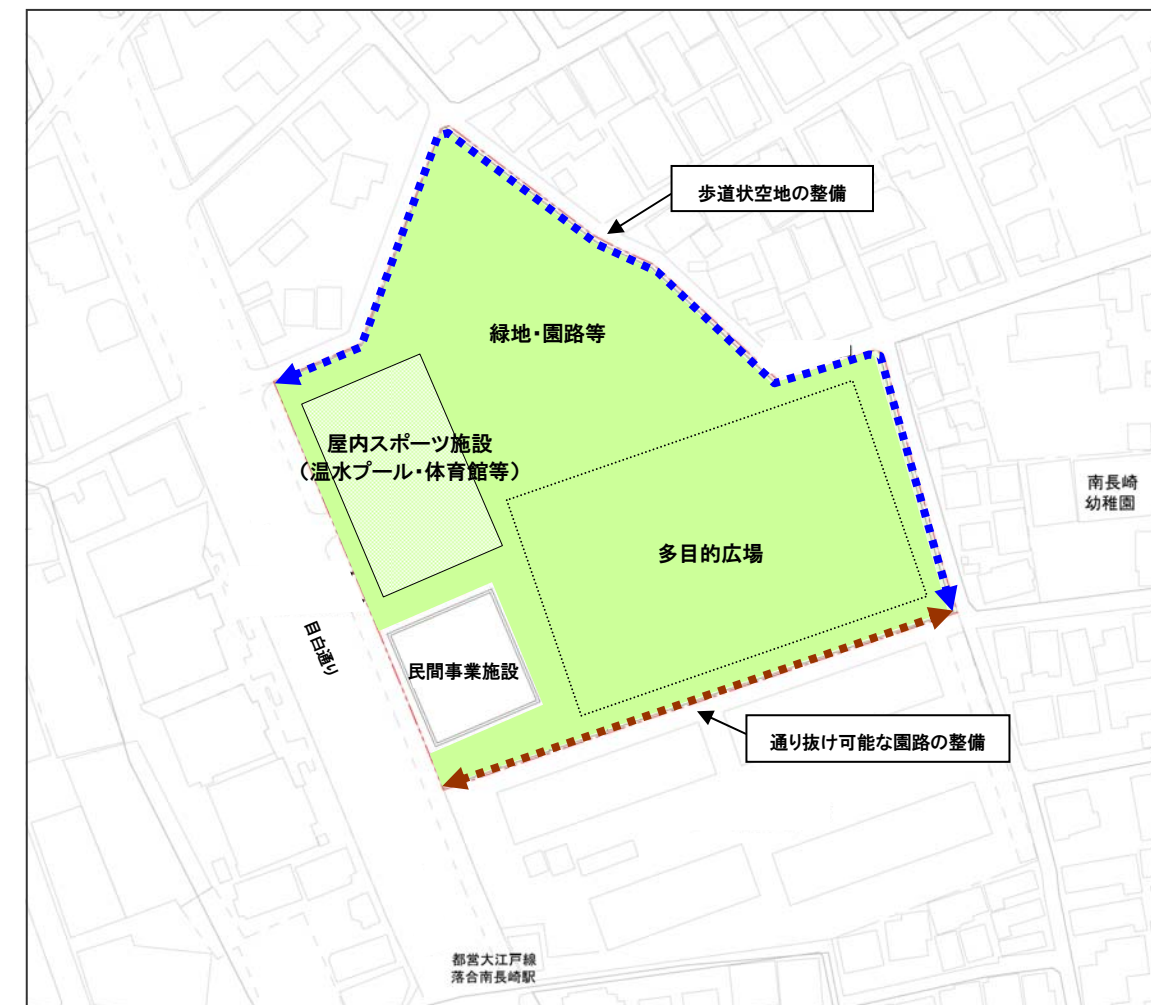 歩道状空地の整備
緑地・園路等
屋内スポーツ施設
（温水プール・体育館等）
南長崎
幼稚園
多目的広場
目白通り
民間事業施設
通り抜け可能な園路の整備
都営大江戸線
落合南長崎駅